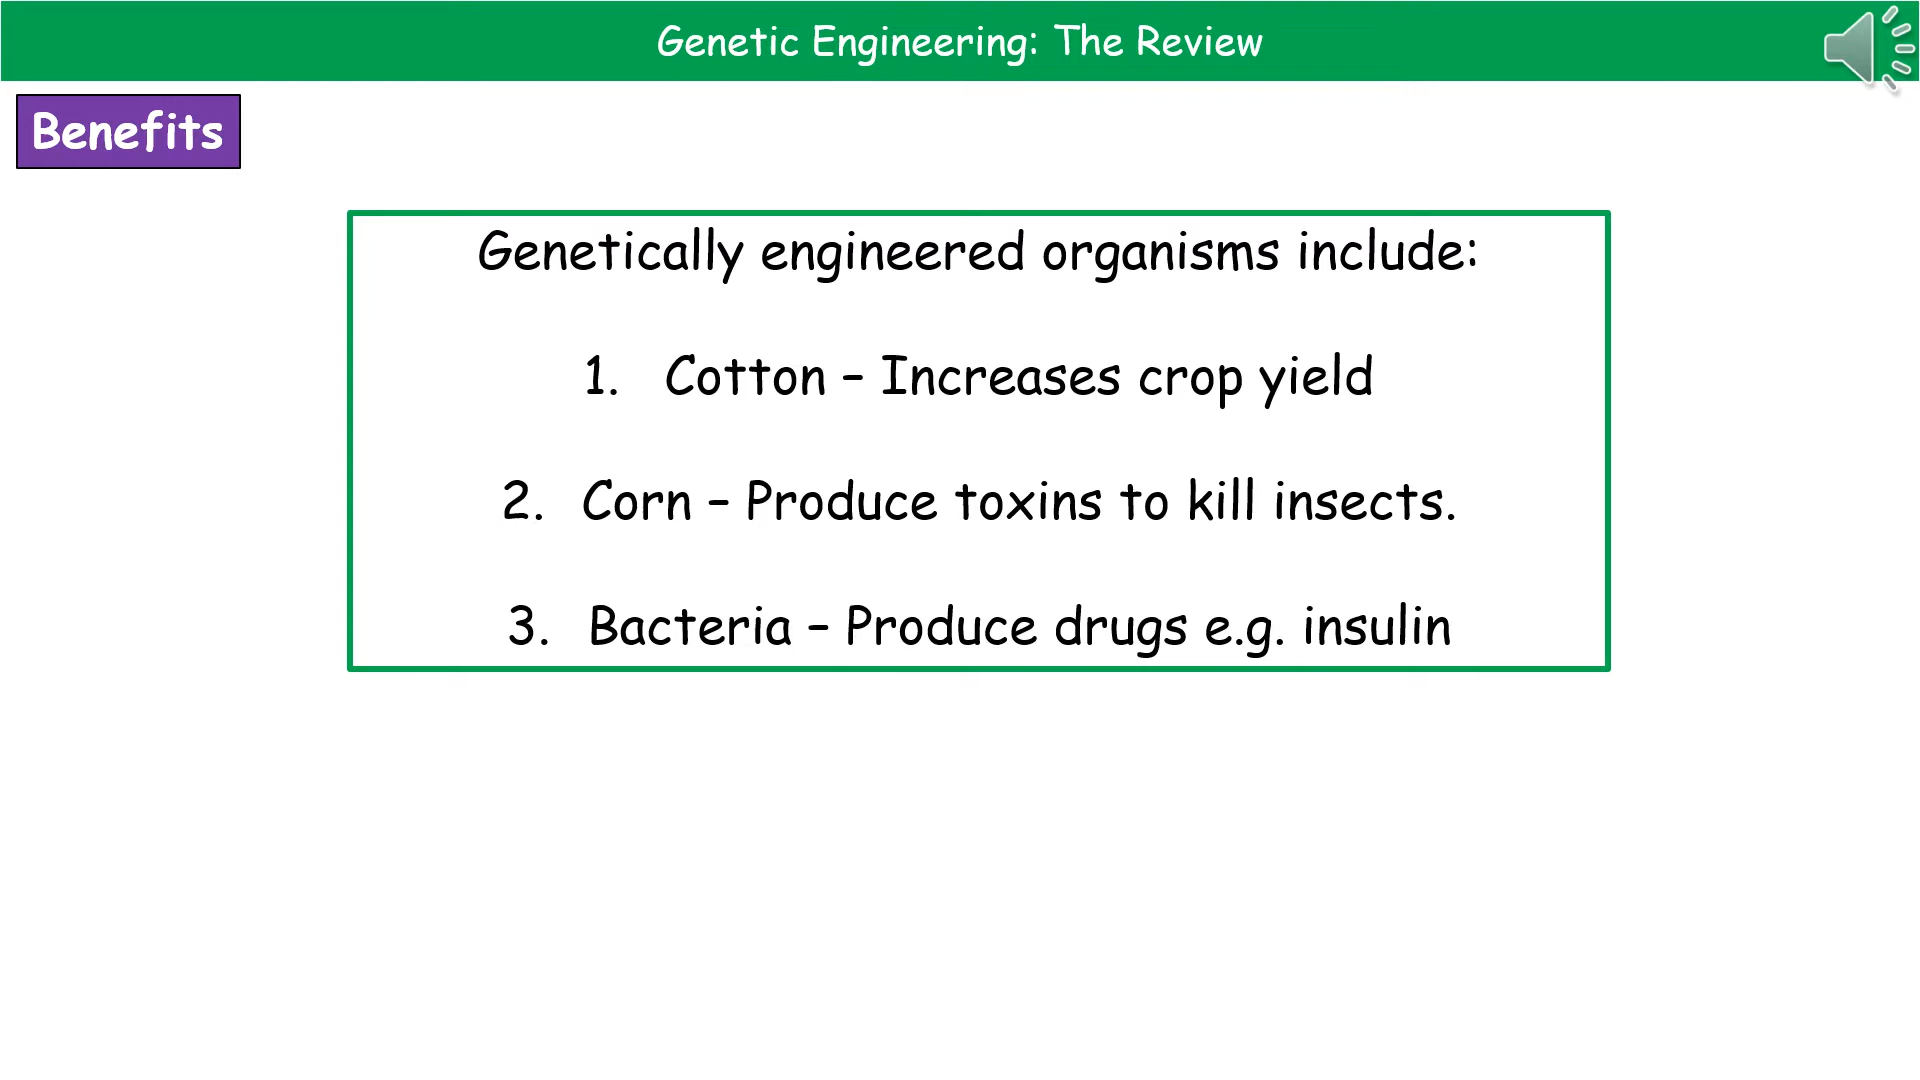 Genetic Engineering: The Review
Benefits
Genetically engineered organisms include:
1. Cotton – Increases crop yield
2. Corn – Produce toxins to kill insects.
3. Bacteria – Produce drugs e.g. insulin